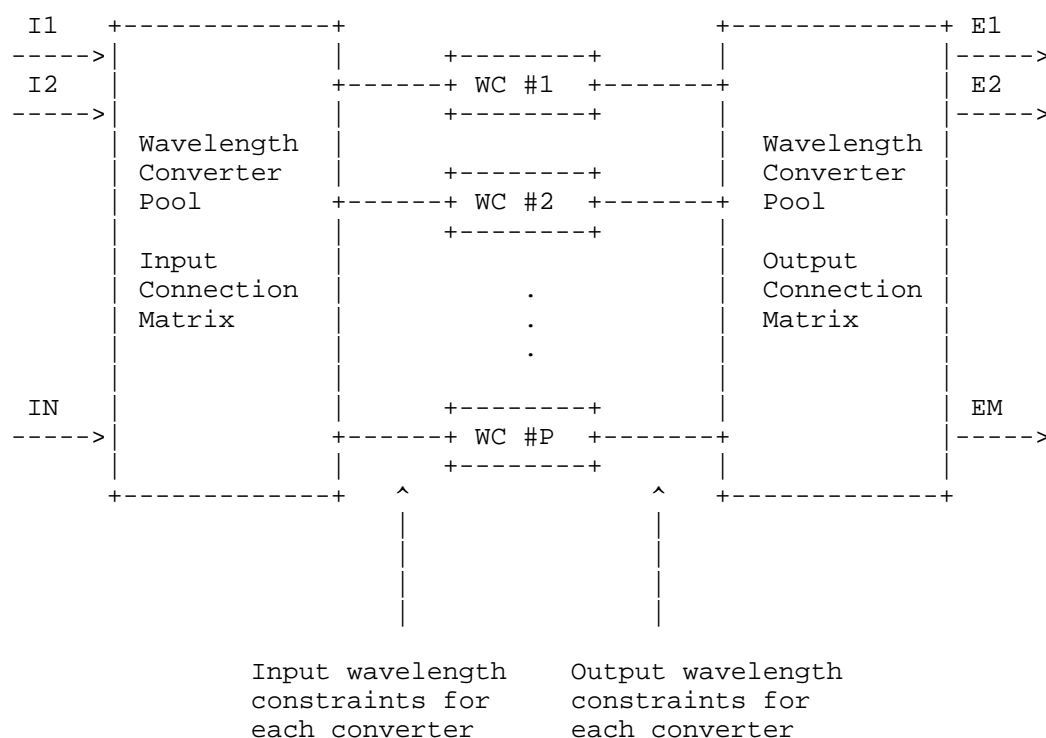 I1 E1
I2 WC #1 E2
Wavelength Wavelength
Converter Converter
Pool WC #2 Pool
Input Output
Connection Connection
Matrix Matrix
IN EM
WC #P
Input wavelength Output wavelength
constraints for constraints for
each converter each converter